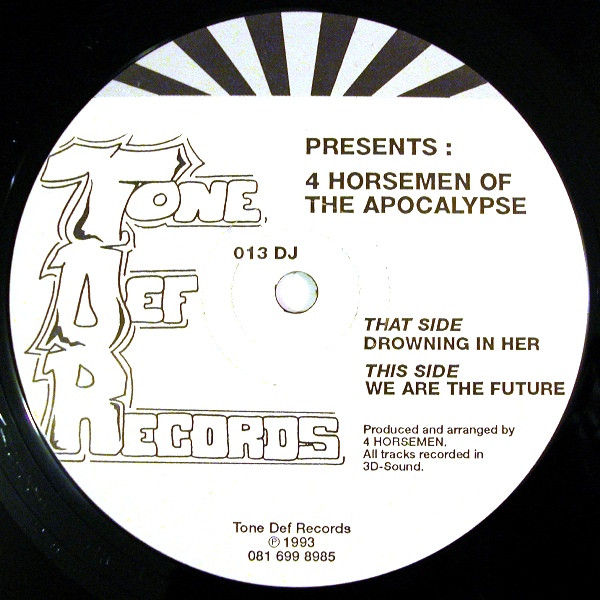 TONE
DEF
RECORDS
PRESENTS :
4 HORSEMEN OF
THE APOCALYPSE
013 DJ
THAT SIDE
DROWNING IN HER
THIS SIDE
WE ARE THE FUTURE
Produced and arranged by
4 HORSEMEN.
All tracks recorded in
3D-Sound.
Tone Def Records
℗ 1993
081 699 8985